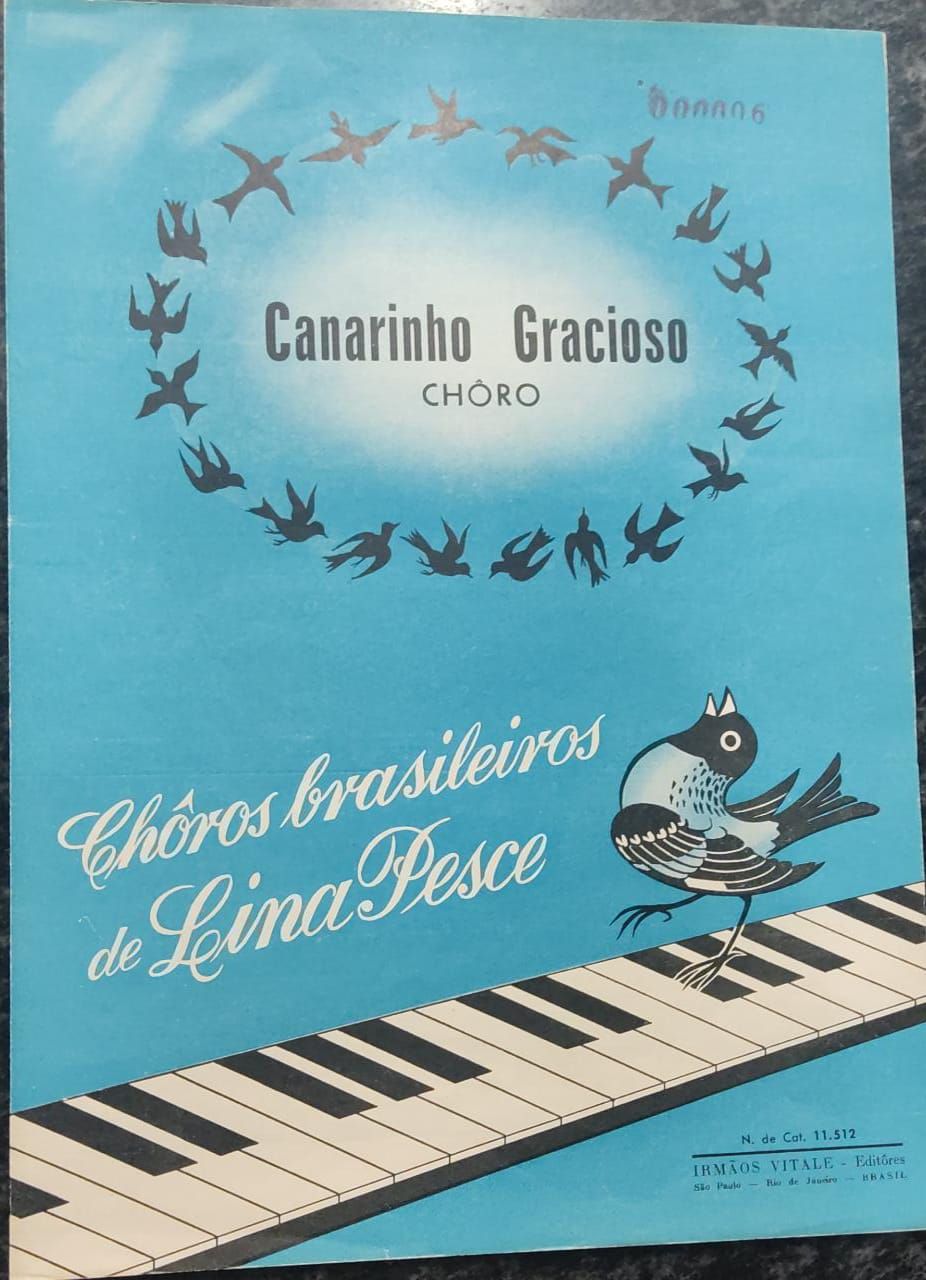 000006
Canarinho Gracioso
CHÔRO
Chôros brasileiros
de Lina Pesce
N. de Cat. 11.512
IRMÃOS VITALE - Editôres
São Paulo — Rio de Janeiro — BRASIL